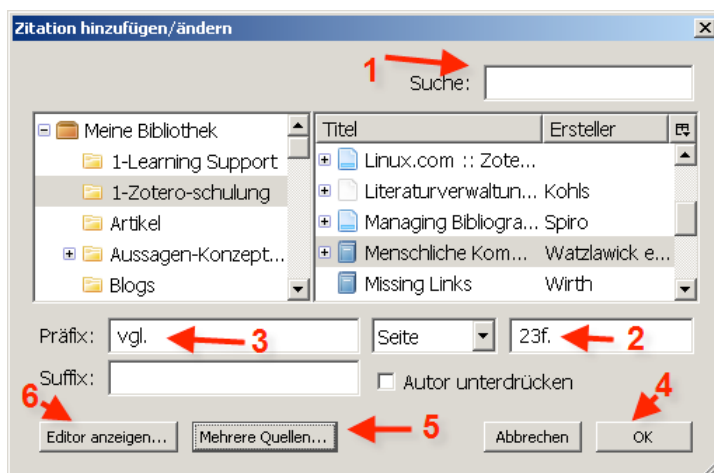 Zitation hinzufügen/ändern
1
Suche:
Meine Bibliothek
1-Learning Support
1-Zotero-schulung
Artikel
Aussagen-Konzept...
Blogs
Titel Ersteller
Linux.com :: Zote...
Literaturverwaltun... Kohls
Managing Bibliogra... Spiro
Menschliche Kom... Watzlawick e...
Missing Links Wirth
Präfix: vgl. 3 Seite 23f. 2
Suffix: Autor unterdrücken
6 4
Editor anzeigen... Mehrere Quellen... 5 Abbrechen OK